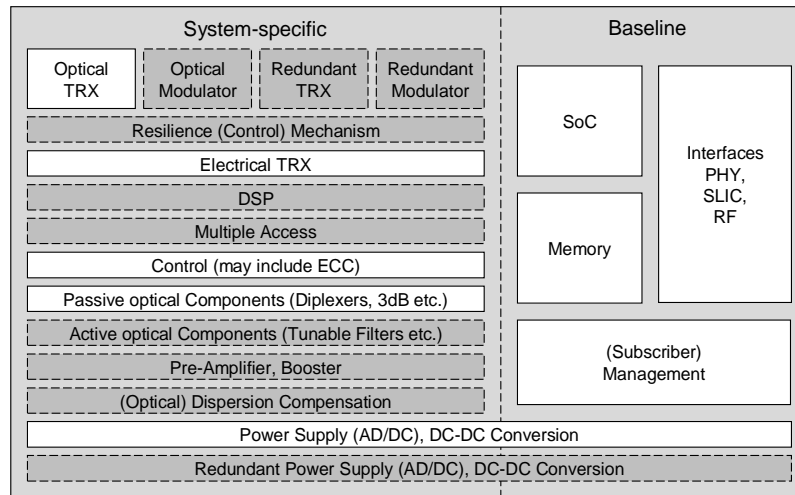 System-specific
Baseline
Optical
TRX
Optical
Modulator
Redundant
TRX
Redundant
Modulator
Resilience (Control) Mechanism
Electrical TRX
DSP
Multiple Access
Control (may include ECC)
Passive optical Components (Diplexers, 3dB etc.)
Active optical Components (Tunable Filters etc.)
Pre-Amplifier, Booster
(Optical) Dispersion Compensation
SoC
Memory
Interfaces
PHY,
SLIC,
RF
(Subscriber)
Management
Power Supply (AD/DC), DC-DC Conversion
Redundant Power Supply (AD/DC), DC-DC Conversion